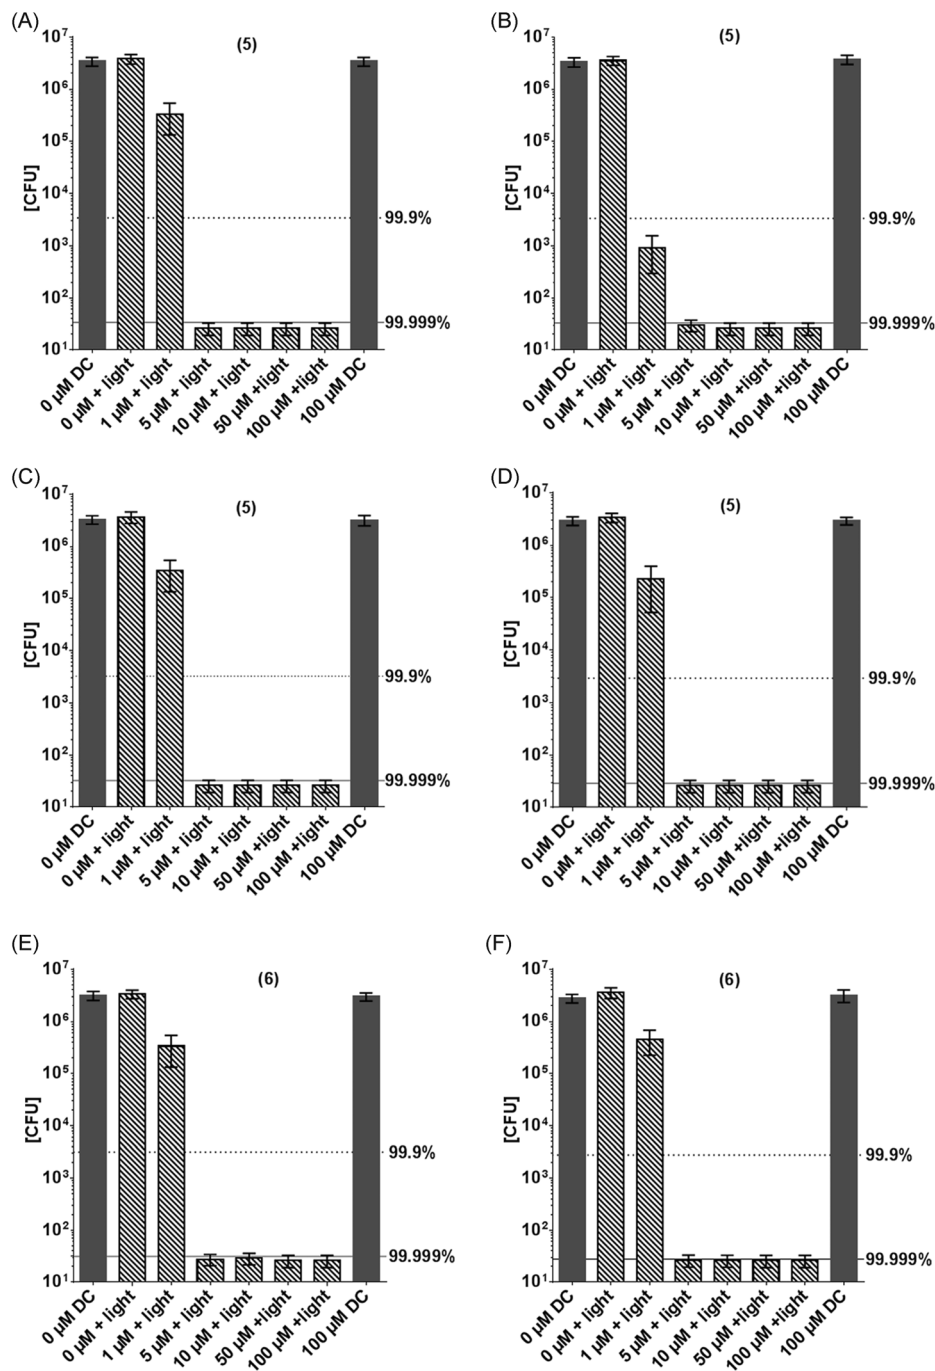 (A)
(5)
10⁷
10⁶
10⁵
10⁴
10³
10²
10¹
[CFU]
99.9%
99.999%
0 µM DC
0 µM + light
1 µM + light
5 µM + light
10 µM + light
50 µM +light
100 µM +light
100 µM DC
(B)
(5)
10⁷
10⁶
10⁵
10⁴
10³
10²
10¹
[CFU]
99.9%
99.999%
0 µM DC
0 µM + light
1 µM + light
5 µM + light
10 µM + light
50 µM +light
100 µM +light
100 µM DC
(C)
(5)
10⁷
10⁶
10⁵
10⁴
10³
10²
10¹
[CFU]
99.9%
99.999%
0 µM DC
0 µM + light
1 µM + light
5 µM + light
10 µM + light
50 µM +light
100 µM +light
100 µM DC
(D)
(5)
10⁷
10⁶
10⁵
10⁴
10³
10²
10¹
[CFU]
99.9%
99.999%
0 µM DC
0 µM + light
1 µM + light
5 µM + light
10 µM + light
50 µM +light
100 µM +light
100 µM DC
(E)
(6)
10⁷
10⁶
10⁵
10⁴
10³
10²
10¹
[CFU]
99.9%
99.999%
0 µM DC
0 µM + light
1 µM + light
5 µM + light
10 µM + light
50 µM +light
100 µM +light
100 µM DC
(F)
(6)
10⁷
10⁶
10⁵
10⁴
10³
10²
10¹
[CFU]
99.9%
99.999%
0 µM DC
0 µM + light
1 µM + light
5 µM + light
10 µM + light
50 µM +light
100 µM +light
100 µM DC